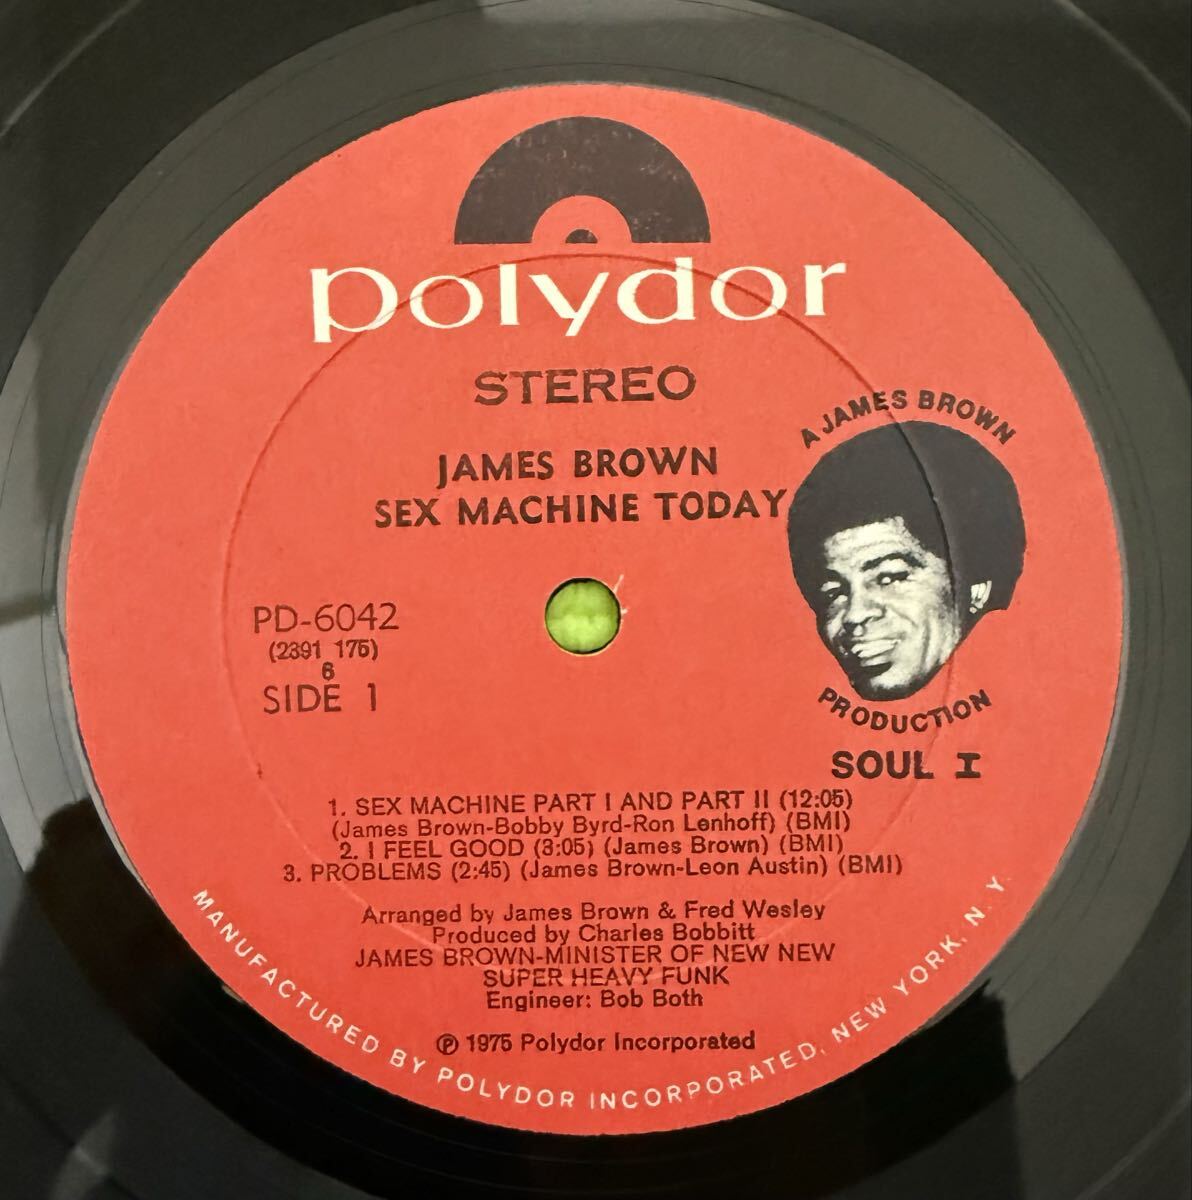 polydor
STEREO
JAMES BROWN
SEX MACHINE TODAY
A JAMES BROWN
PRODUCTION
SOUL I
PD-6042
(2391 175)
6
SIDE 1
1. SEX MACHINE PART I AND PART II (12:05)
(James Brown-Bobby Byrd-Ron Lenhoff) (BMI)
2. I FEEL GOOD (3:05) (James Brown) (BMI)
3. PROBLEMS (2:45) (James Brown-Leon Austin) (BMI)
Arranged by James Brown & Fred Wesley
Produced by Charles Bobbitt
JAMES BROWN-MINISTER OF NEW NEW
SUPER HEAVY FUNK
Engineer: Bob Both
℗ 1975 Polydor Incorporated
MANUFACTURED BY POLYDOR INCORPORATED, NEW YORK, N. Y.